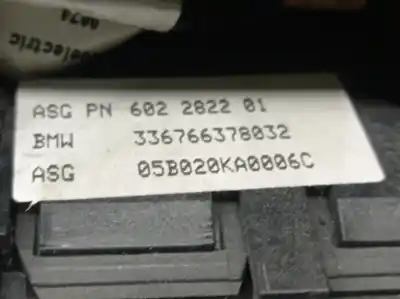 ASG PN 602 2822 01
BMW 336766378032
ASG 05B020KA0006C